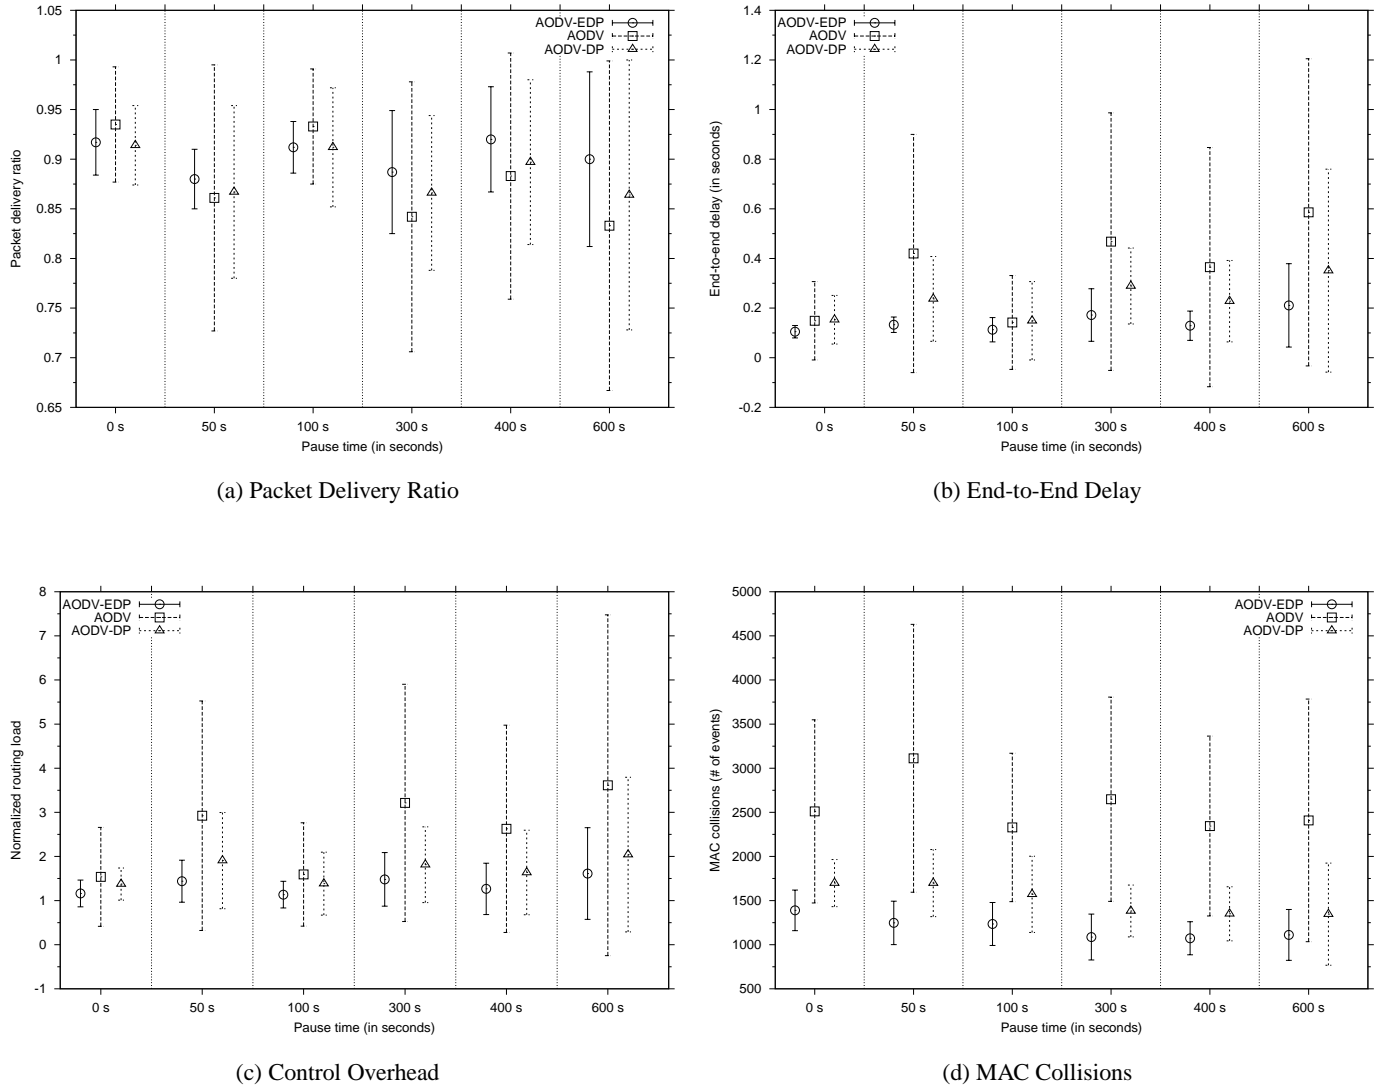 1.05
1
0.95
0.9
0.85
0.8
0.75
0.7
0.65
Packet delivery ratio
AODV-EDP
AODV
AODV-DP
0 s 50 s 100 s 300 s 400 s 600 s
Pause time (in seconds)
(a) Packet Delivery Ratio
1.4
1.2
1
0.8
0.6
0.4
0.2
0
-0.2
End-to-end delay (in seconds)
AODV-EDP
AODV
AODV-DP
0 s 50 s 100 s 300 s 400 s 600 s
Pause time (in seconds)
(b) End-to-End Delay
8
7
6
5
4
3
2
1
0
-1
Normalized routing load
AODV-EDP
AODV
AODV-DP
0 s 50 s 100 s 300 s 400 s 600 s
Pause time (in seconds)
(c) Control Overhead
5000
4500
4000
3500
3000
2500
2000
1500
1000
500
MAC collisions (# of events)
AODV-EDP
AODV
AODV-DP
0 s 50 s 100 s 300 s 400 s 600 s
Pause time (in seconds)
(d) MAC Collisions